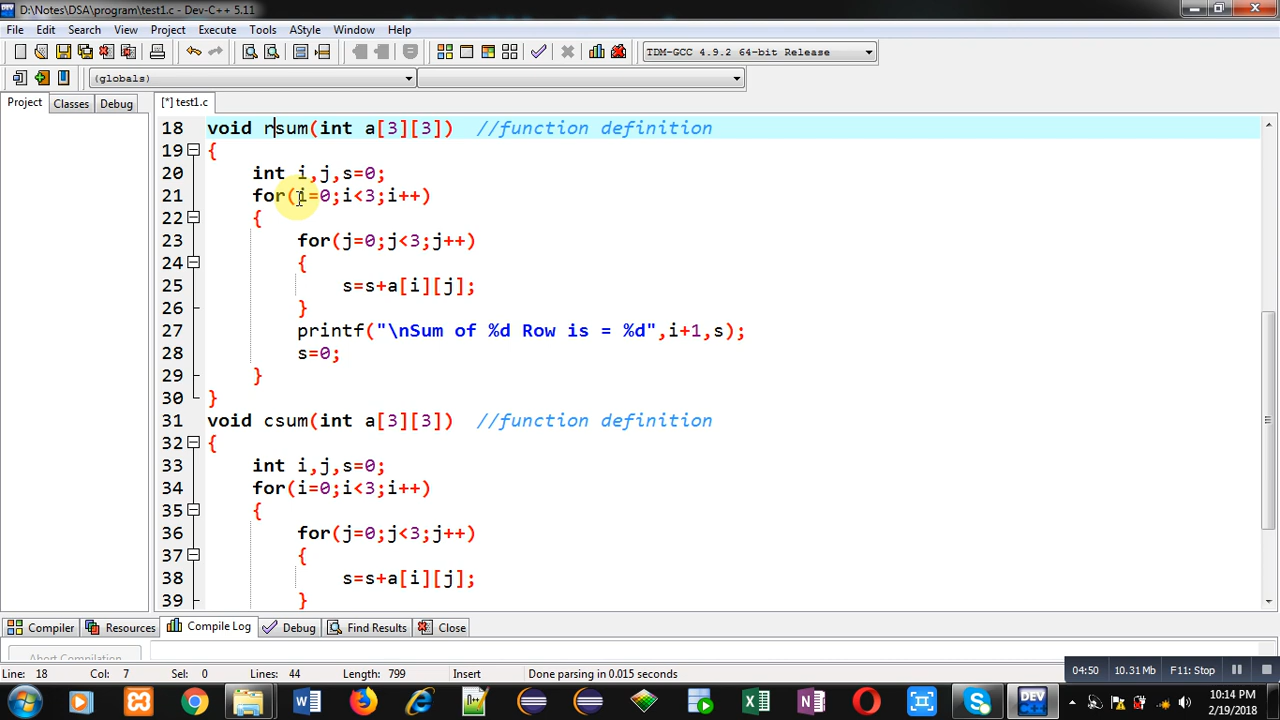 D:\Notes\DSA\program\test1.c - Dev-C++ 5.11
File Edit Search View Project Execute Tools AStyle Window Help
TDM-GCC 4.9.2 64-bit Release
(globals)
Project Classes Debug
[*] test1.c
18 void rsum(int a[3][3]) //function definition
19 {
20 int i,j,s=0;
21 for(i=0;i<3;i++)
22 {
23 for(j=0;j<3;j++)
24 {
25 s=s+a[i][j];
26 }
27 printf("\nSum of %d Row is = %d",i+1,s);
28 s=0;
29 }
30 }
31 void csum(int a[3][3]) //function definition
32 {
33 int i,j,s=0;
34 for(i=0;i<3;i++)
35 {
36 for(j=0;j<3;j++)
37 {
38 s=s+a[i][j];
39 }
Compiler Resources Compile Log Debug Find Results Close
Abort Compilation
Line: 18 Col: 7 Sel: 0 Lines: 44 Length: 799 Insert Done parsing in 0.015 seconds
04:50 10.31 Mb F11: Stop
DEV
10:14 PM
2/19/2018